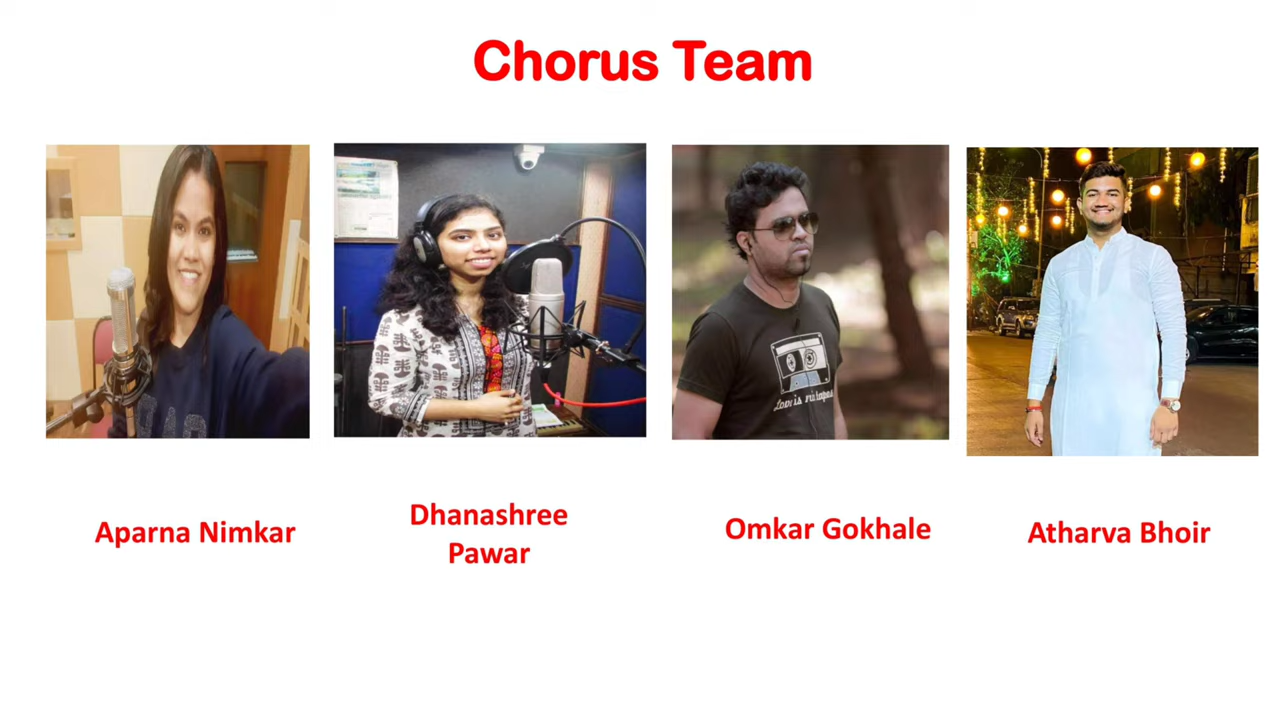 Chorus Team
Aparna Nimkar
Dhanashree
Pawar
Omkar Gokhale
Atharva Bhoir